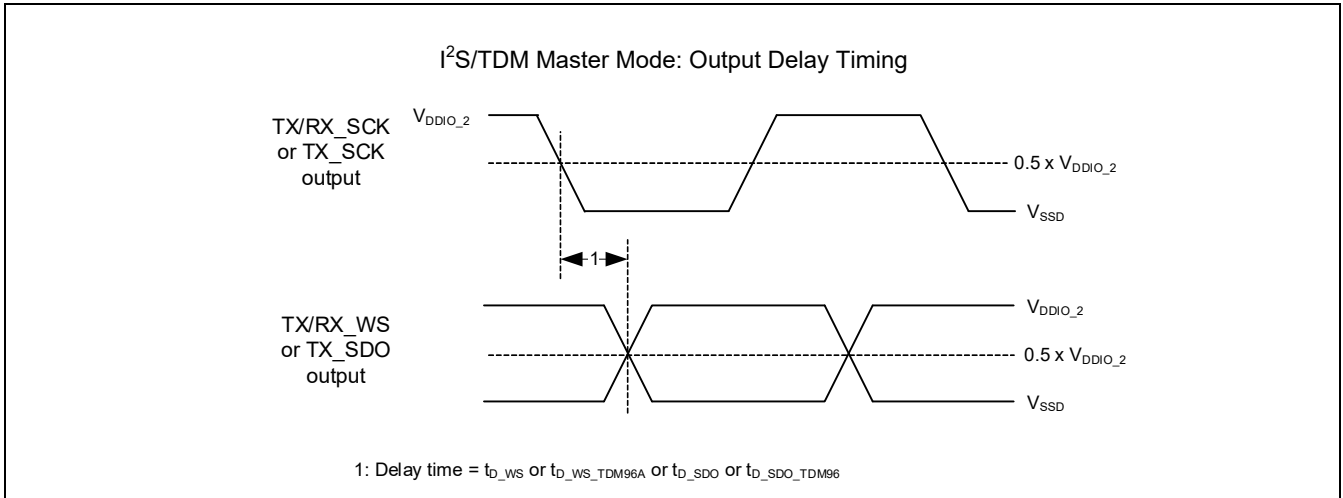 I²S/TDM Master Mode: Output Delay Timing
TX/RX_SCK
or TX_SCK
output
VDDIO_2
0.5 x VDDIO_2
VSSD
1
TX/RX_WS
or TX_SDO
output
VDDIO_2
0.5 x VDDIO_2
VSSD
1: Delay time = tD_WS or tD_WS_TDM96A or tD_SDO or tD_SDO_TDM96